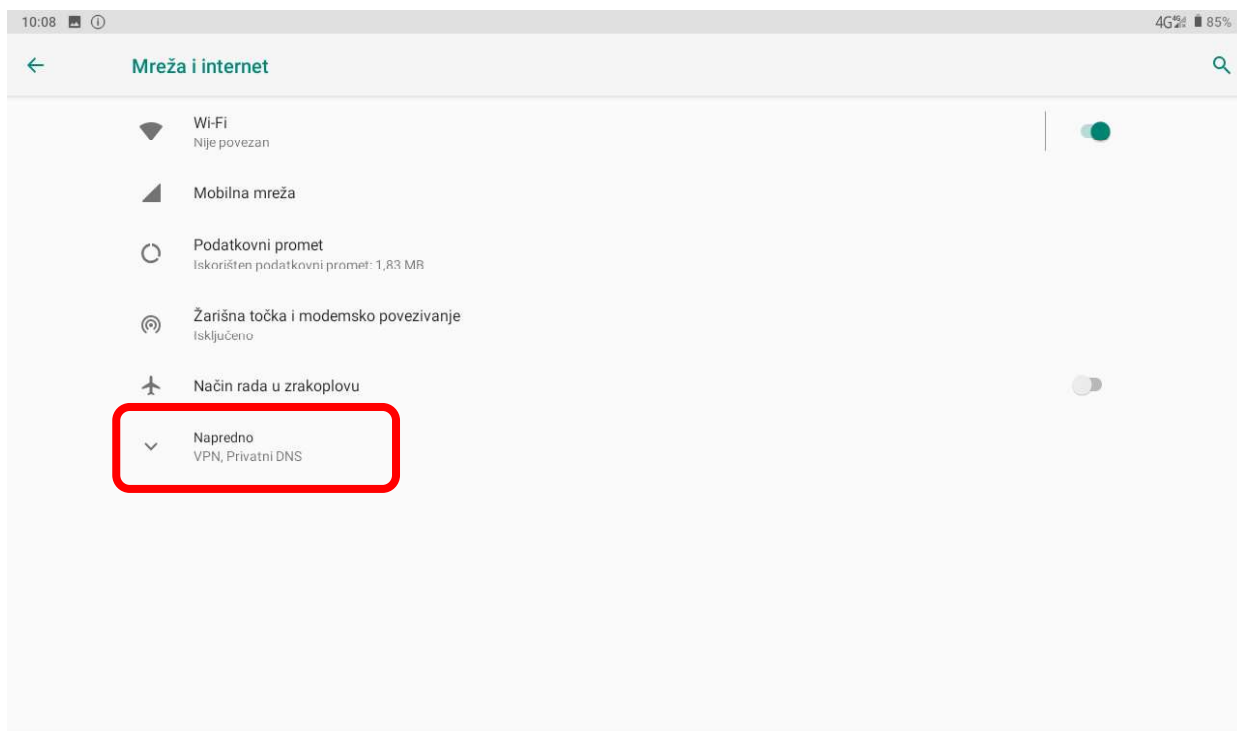 10:08
4G 85%
Mreža i internet
Wi-Fi
Nije povezan
Mobilna mreža
Podatkovni promet
Iskorišten podatkovni promet: 1,83 MB
Žarišna točka i modemsko povezivanje
Isključeno
Način rada u zrakoplovu
Napredno
VPN, Privatni DNS